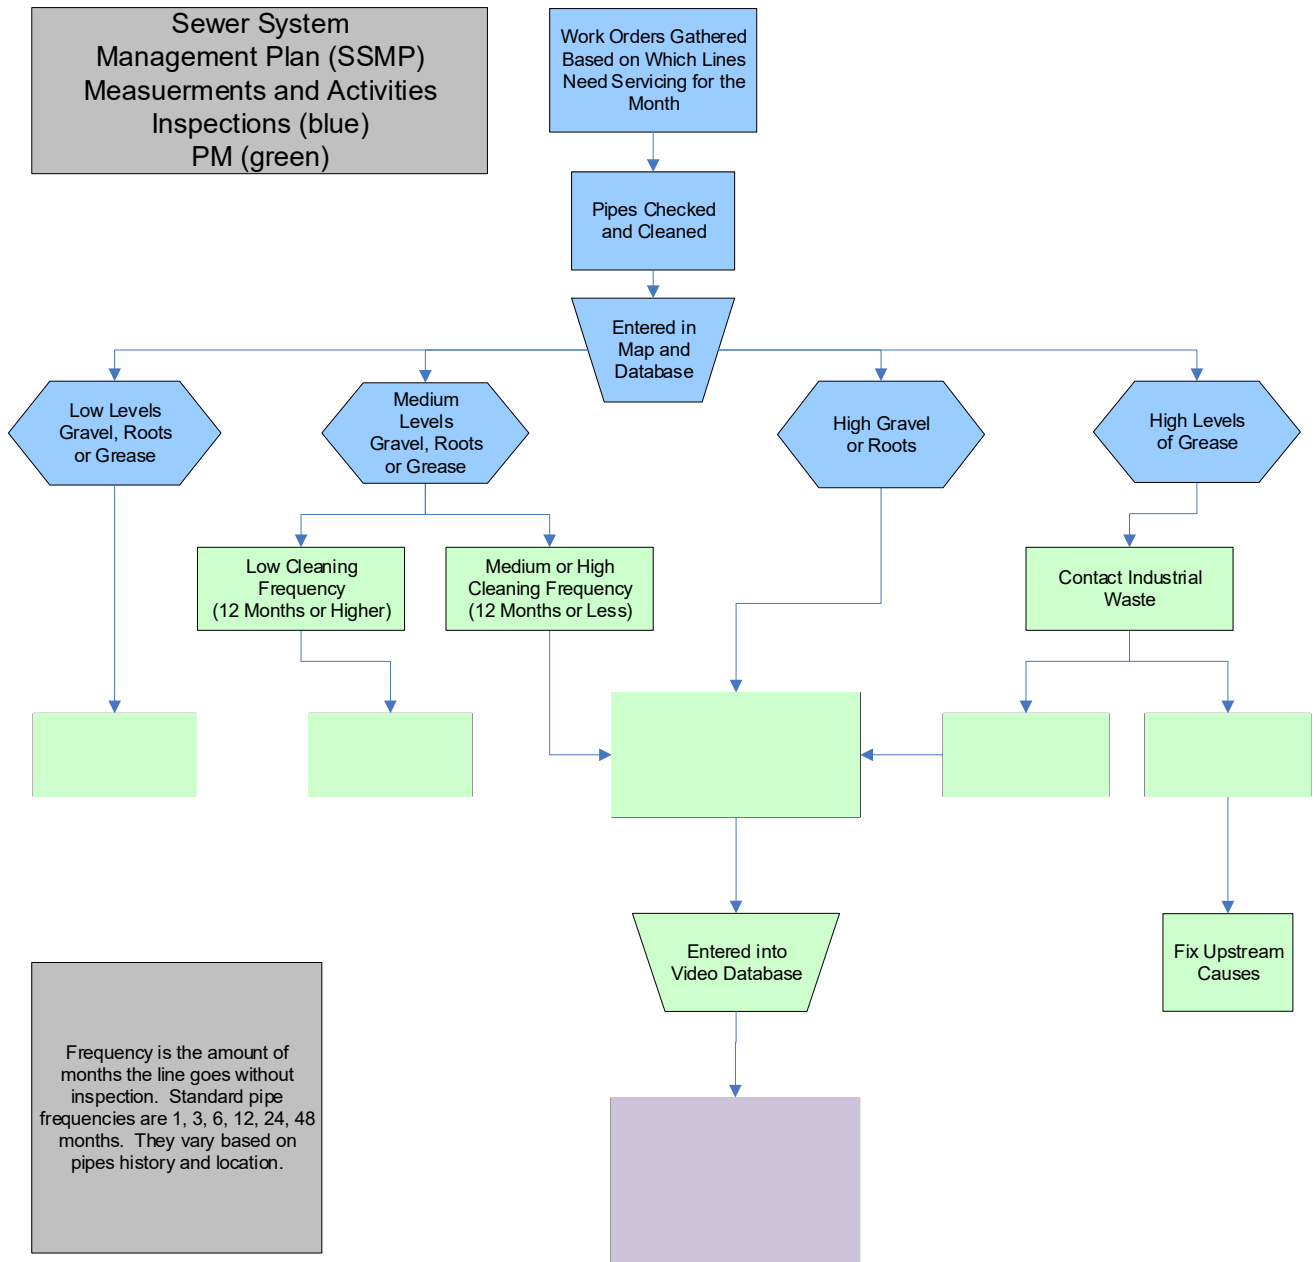 Sewer System
Management Plan (SSMP)
Measuerments and Activities
Inspections (blue)
PM (green)
Work Orders Gathered
Based on Which Lines
Need Servicing for the
Month
Pipes Checked
and Cleaned
Entered in
Map and
Database
Low Levels
Gravel, Roots
or Grease
Medium
Levels
Gravel, Roots
or Grease
High Gravel
or Roots
High Levels
of Grease
Low Cleaning
Frequency
(12 Months or Higher)
Medium or High
Cleaning Frequency
(12 Months or Less)
Contact Industrial
Waste
Entered into
Video Database
Fix Upstream
Causes
Frequency is the amount of
months the line goes without
inspection.  Standard pipe
frequencies are 1, 3, 6, 12, 24, 48
months.  They vary based on
pipes history and location.